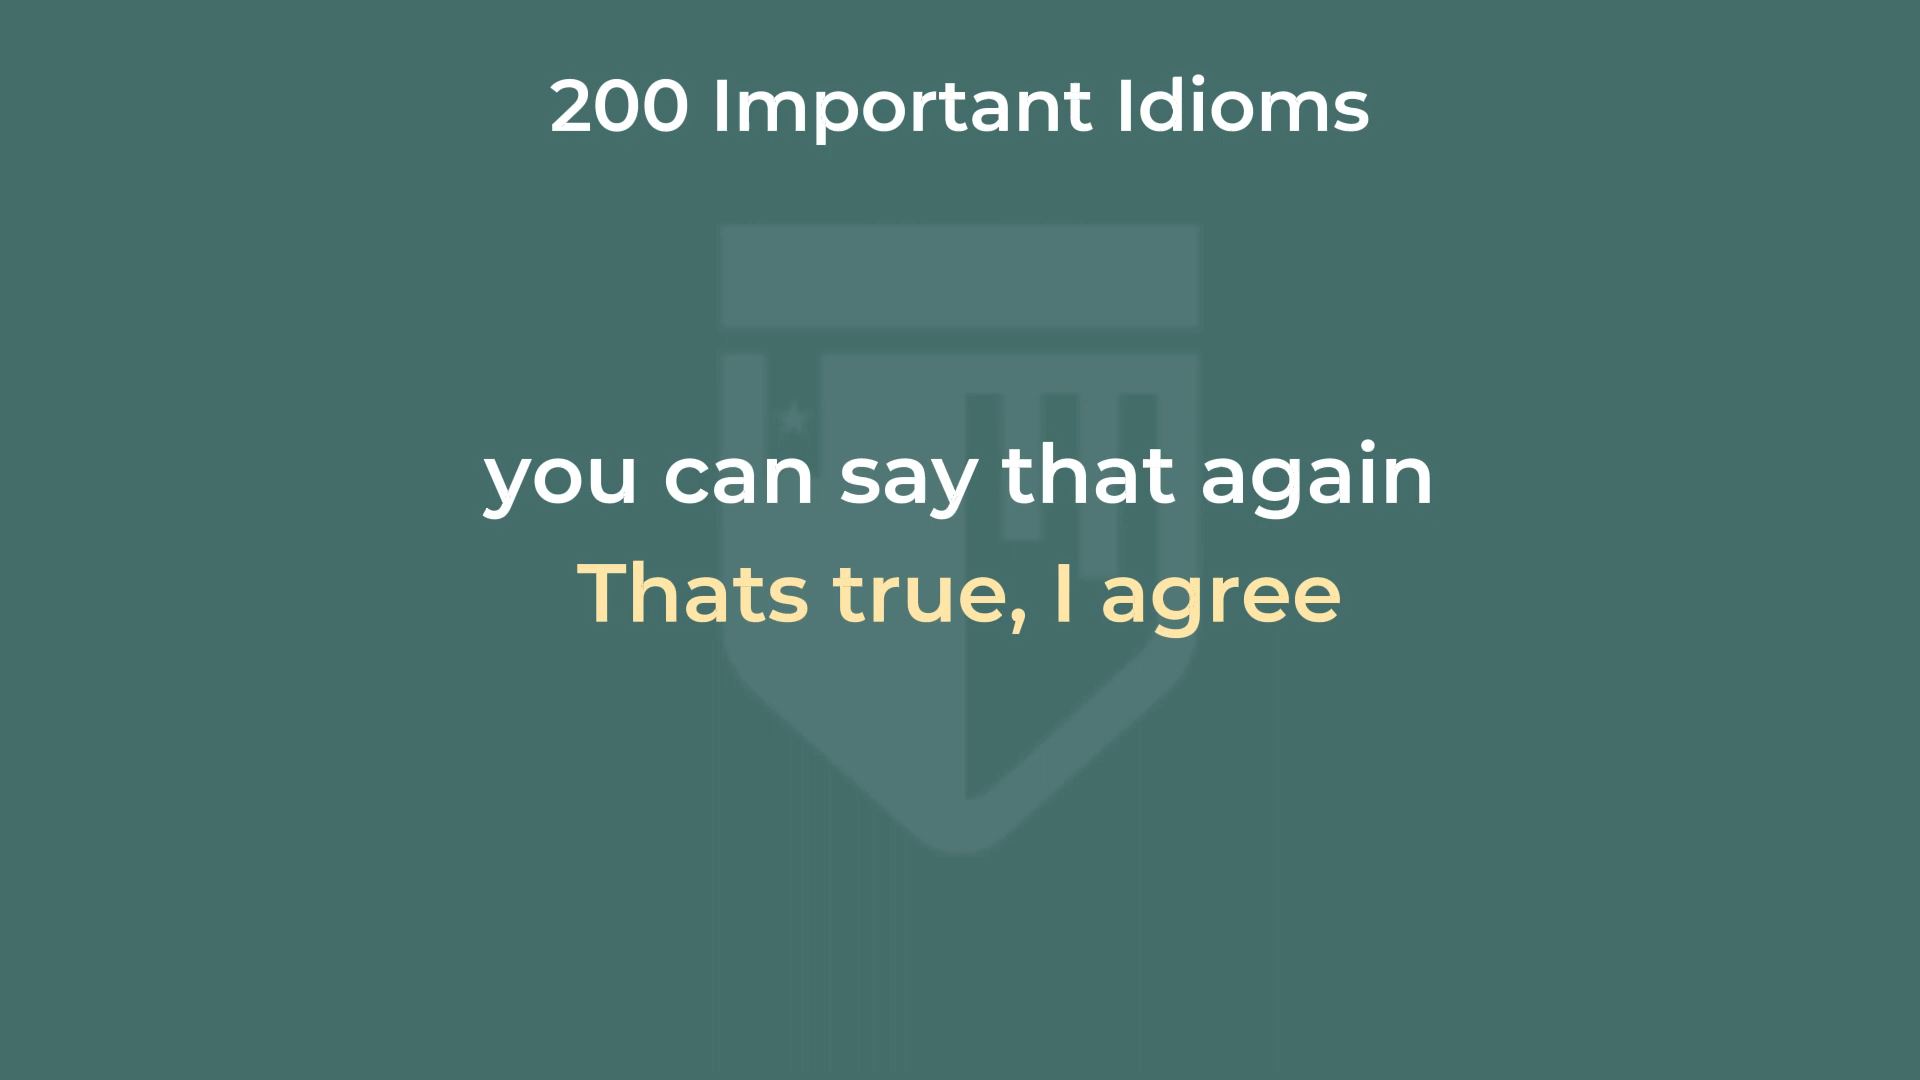 200 Important Idioms
you can say that again
Thats true, I agree